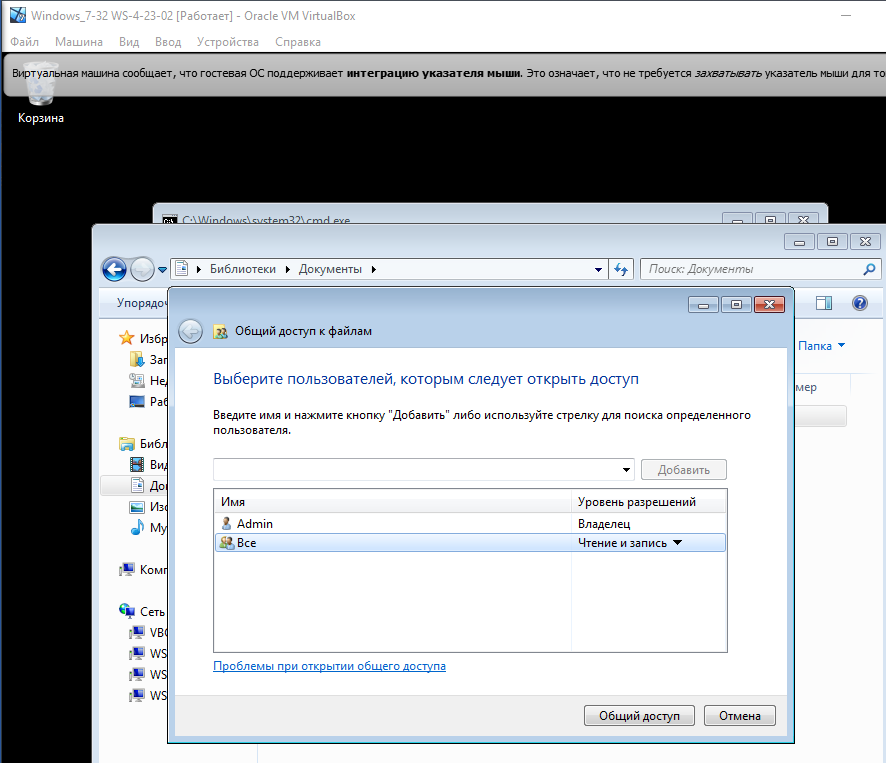 Windows_7-32 WS-4-23-02 [Работает] - Oracle VM VirtualBox
Файл Машина Вид Ввод Устройства Справка
Виртуальная машина сообщает, что гостевая ОС поддерживает интеграцию указателя мыши. Это означает, что не требуется захватывать указатель мыши для то
Корзина
C:\Windows\system32\cmd.exe
Библиотеки Документы
Поиск: Документы
Упорядоч
Общий доступ к файлам
Избр
Заг
Нед
Раб
Библ
Вид
До
Изо
Му
Комп
Сеть
VBO
WS
WS
WS
Папка
мер
Выберите пользователей, которым следует открыть доступ
Введите имя и нажмите кнопку "Добавить" либо используйте стрелку для поиска определенного
пользователя.
Добавить
Имя Уровень разрешений
Admin Владелец
Все Чтение и запись
Проблемы при открытии общего доступа
Общий доступ Отмена